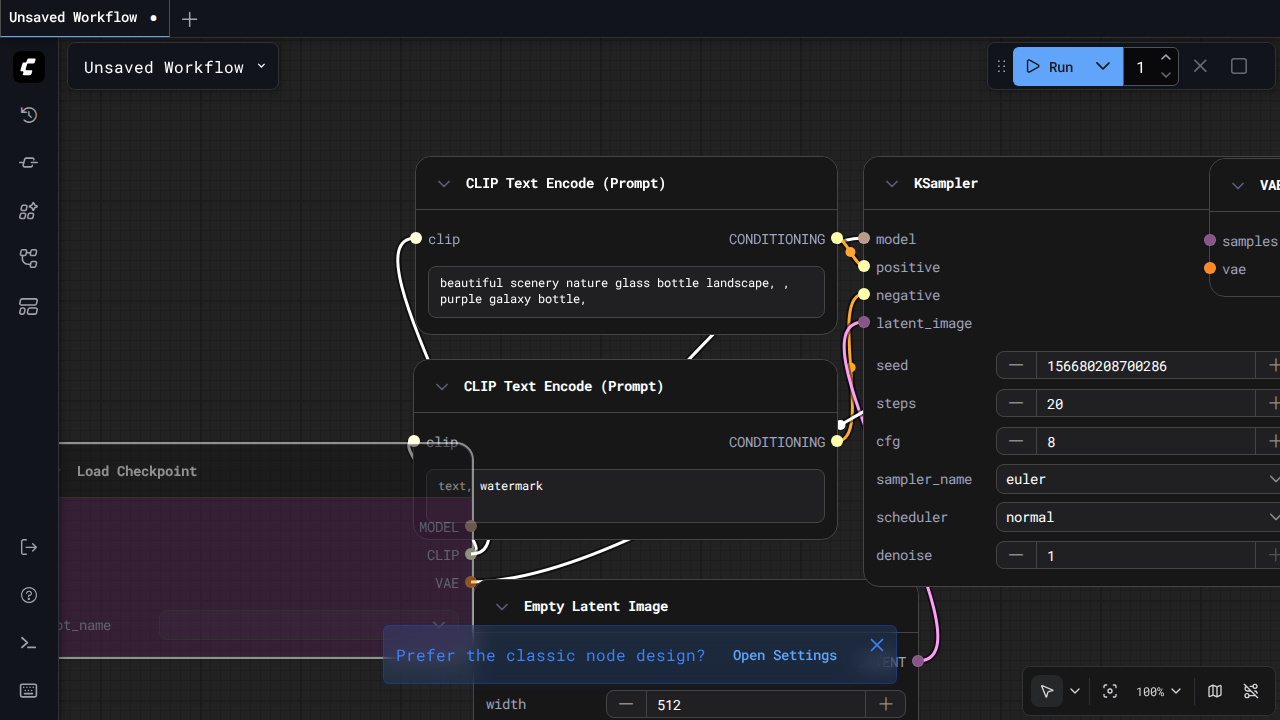 Unsaved Workflow
Unsaved Workflow
Run
1
CLIP Text Encode (Prompt)
clip
CONDITIONING
beautiful scenery nature glass bottle landscape, ,
purple galaxy bottle,
CLIP Text Encode (Prompt)
clip
CONDITIONING
text, watermark
Load Checkpoint
MODEL
CLIP
VAE
pt_name
KSampler
model
positive
negative
latent_image
seed
156680208700286
steps
20
cfg
8
sampler_name
euler
scheduler
normal
denoise
1
samples
vae
Empty Latent Image
ENT
width
512
Prefer the classic node design?
Open Settings
100%